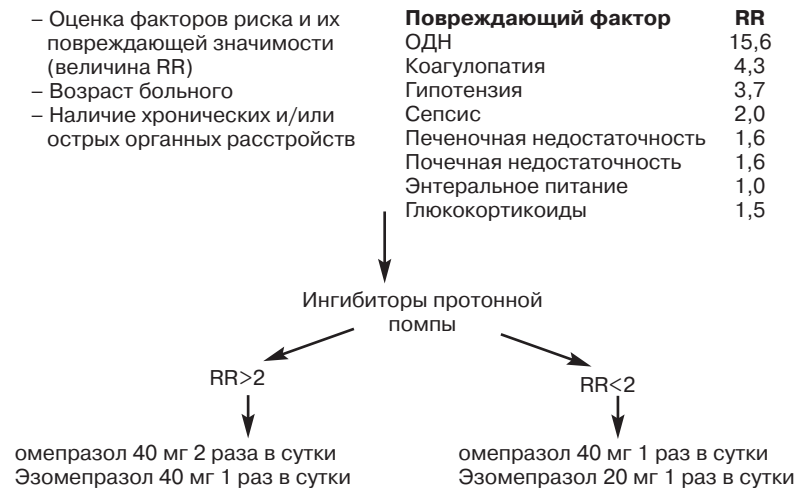 – Оценка факторов риска и их
повреждающей значимости
(величина RR)
– Возраст больного
– Наличие хронических и/или
острых органных расстройств
Повреждающий фактор RR
ОДН 15,6
Коагулопатия 4,3
Гипотензия 3,7
Сепсис 2,0
Печеночная недостаточность 1,6
Почечная недостаточность 1,6
Энтеральное питание 1,0
Глюкокортикоиды 1,5
Ингибиторы протонной
помпы
RR>2
RR<2
омепразол 40 мг 2 раза в сутки
Эзомепразол 40 мг 1 раз в сутки
омепразол 40 мг 1 раз в сутки
Эзомепразол 20 мг 1 раз в сутки